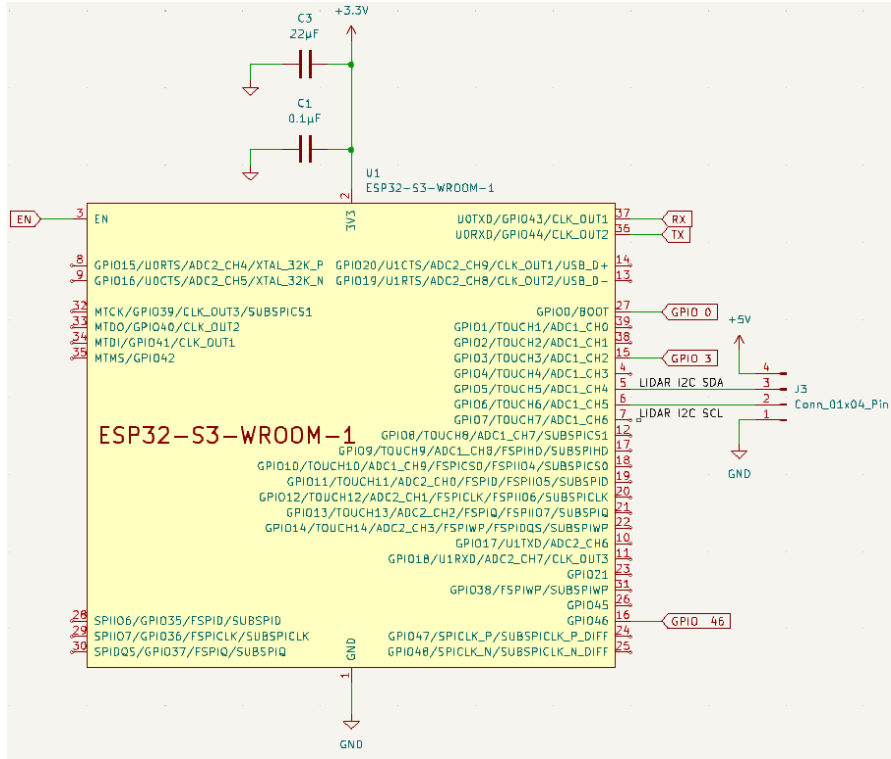 C3
22µF
+3.3V
C1
0.1µF
U1
ESP32-S3-WROOM-1
2
3V3
EN
3
EN
U0TXD/GPIO43/CLK_OUT1
37
RX
U0RXD/GPIO44/CLK_OUT2
36
TX
8
GPIO15/U0RTS/ADC2_CH4/XTAL_32K_P
GPIO20/U1CTS/ADC2_CH9/CLK_OUT1/USB_D+
14
9
GPIO16/U0CTS/ADC2_CH5/XTAL_32K_N
GPIO19/U1RTS/ADC2_CH8/CLK_OUT2/USB_D-
13
32
MTCK/GPIO39/CLK_OUT3/SUBSPICS1
GPIO0/BOOT
27
GPIO 0
33
MTDO/GPIO40/CLK_OUT2
GPIO1/TOUCH1/ADC1_CH0
39
+5V
34
MTDI/GPIO41/CLK_OUT1
GPIO2/TOUCH2/ADC1_CH1
38
35
MTMS/GPIO42
GPIO3/TOUCH3/ADC1_CH2
15
GPIO 3
GPIO4/TOUCH4/ADC1_CH3
4
4
GPIO5/TOUCH5/ADC1_CH4
5
LIDAR I2C SDA
3
J3
GPIO6/TOUCH6/ADC1_CH5
6
2
Conn_01x04_Pin
GPIO7/TOUCH7/ADC1_CH6
7
LIDAR I2C SCL
1
ESP32-S3-WROOM-1
GPIO8/TOUCH8/ADC1_CH7/SUBSPICS1
12
GPIO9/TOUCH9/ADC1_CH8/FSPIHD/SUBSPIHD
17
GPIO10/TOUCH10/ADC1_CH9/FSPICS0/FSPIIO4/SUBSPICS0
18
GND
GPIO11/TOUCH11/ADC2_CH0/FSPID/FSPIIO5/SUBSPID
19
GPIO12/TOUCH12/ADC2_CH1/FSPICLK/FSPIIO6/SUBSPICLK
20
GPIO13/TOUCH13/ADC2_CH2/FSPIQ/FSPIIO7/SUBSPIQ
21
GPIO14/TOUCH14/ADC2_CH3/FSPIWP/FSPIDQS/SUBSPIWP
22
GPIO17/U1TXD/ADC2_CH6
10
GPIO18/U1RXD/ADC2_CH7/CLK_OUT3
11
GPIO21
23
GPIO38/FSPIWP/SUBSPIWP
31
GPIO45
26
28
SPIIO6/GPIO35/FSPID/SUBSPID
GPIO46
16
GPIO 46
29
SPIIO7/GPIO36/FSPICLK/SUBSPICLK
GPIO47/SPICLK_P/SUBSPICLK_P_DIFF
24
30
SPIDQS/GPIO37/FSPIQ/SUBSPIQ
GPIO48/SPICLK_N/SUBSPICLK_N_DIFF
25
GND
1
GND